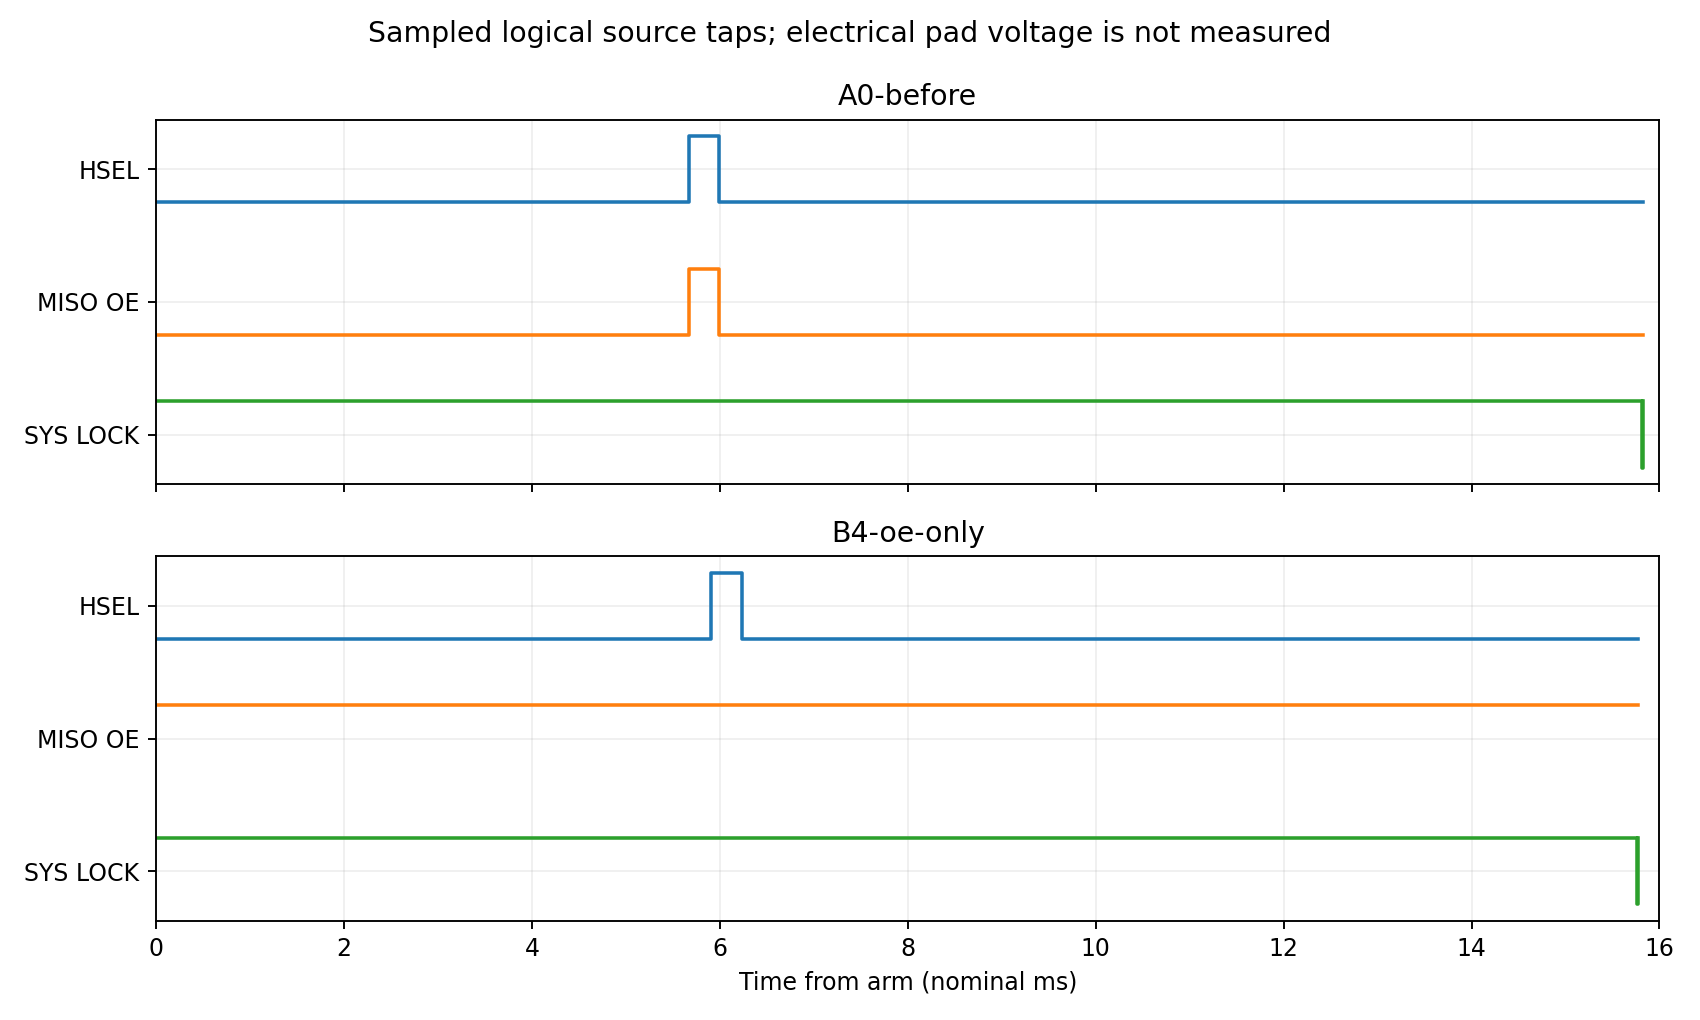 Sampled logical source taps; electrical pad voltage is not measured
A0-before
HSEL
MISO OE
SYS LOCK
B4-oe-only
HSEL
MISO OE
SYS LOCK
0 2 4 6 8 10 12 14 16
Time from arm (nominal ms)